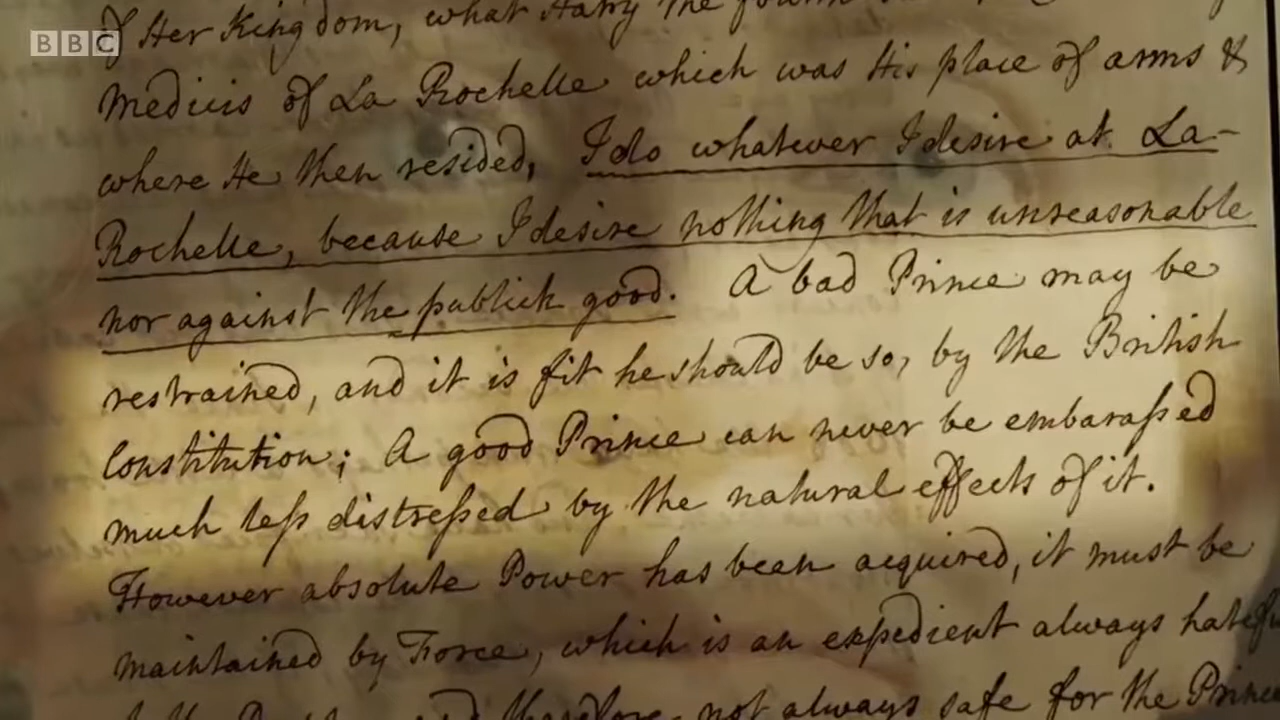 BBC
of Her Kingdom, what Harry the fourth
Medicis of La Rochelle which was His place of arms &
where He then resided, I do whatever I desire at La-
Rochelle, because I desire nothing that is unreasonable
nor against the publick good. A bad Prince may be
restrained, and it is fit he should be so, by the British
Constitution; A good Prince can never be embaraſsed
much leſs distreſsed by the natural effects of it.
However absolute Power has been acquired, it must be
maintained by Force, which is an expedient always
therefore not always safe for the Prince